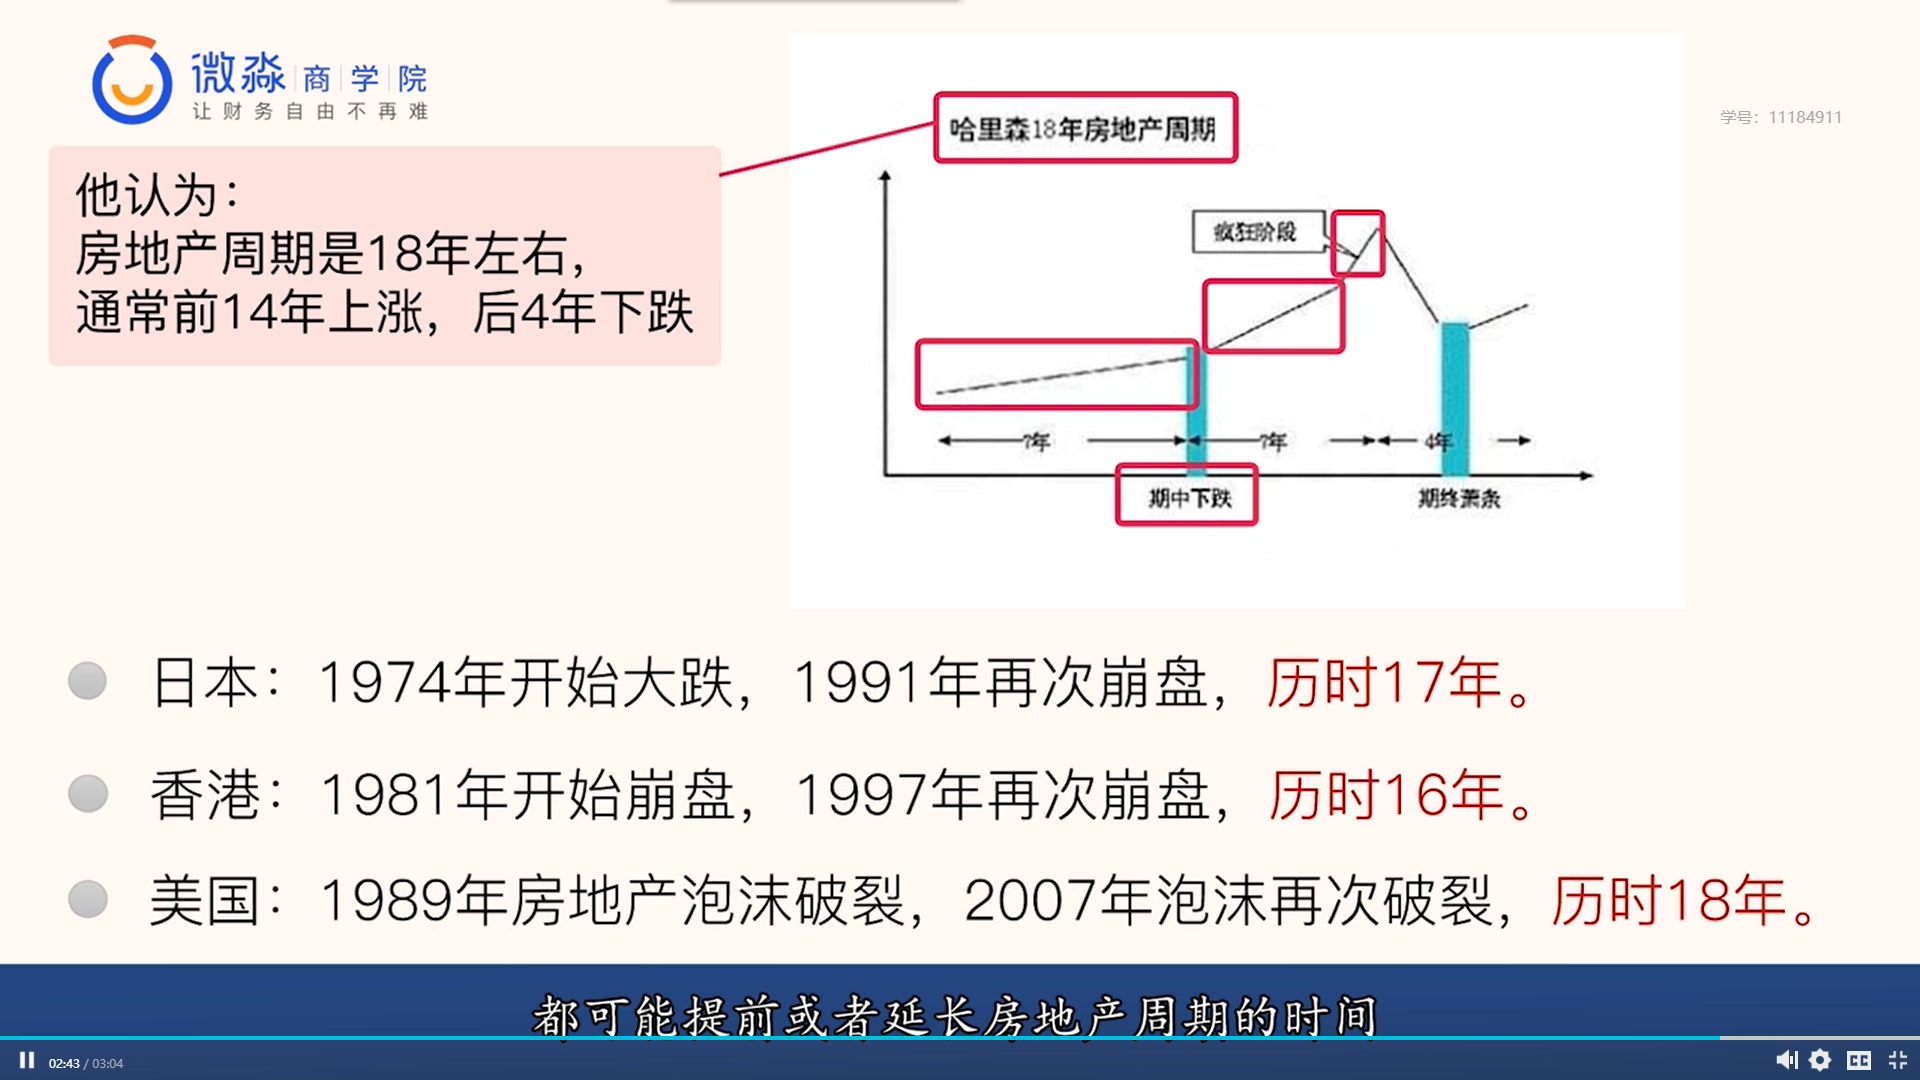 微淼商学院
让财务自由不再难
学号：11184911
他认为：
房地产周期是18年左右，
通常前14年上涨，后4年下跌
哈里森18年房地产周期
疯狂阶段
7年
7年
4年
期中下跌
期终萧条
日本：1974年开始大跌，1991年再次崩盘，历时17年。
香港：1981年开始崩盘，1997年再次崩盘，历时16年。
美国：1989年房地产泡沫破裂，2007年泡沫再次破裂，历时18年。
都可能提前或者延长房地产周期的时间
02:43 / 03:04
CC